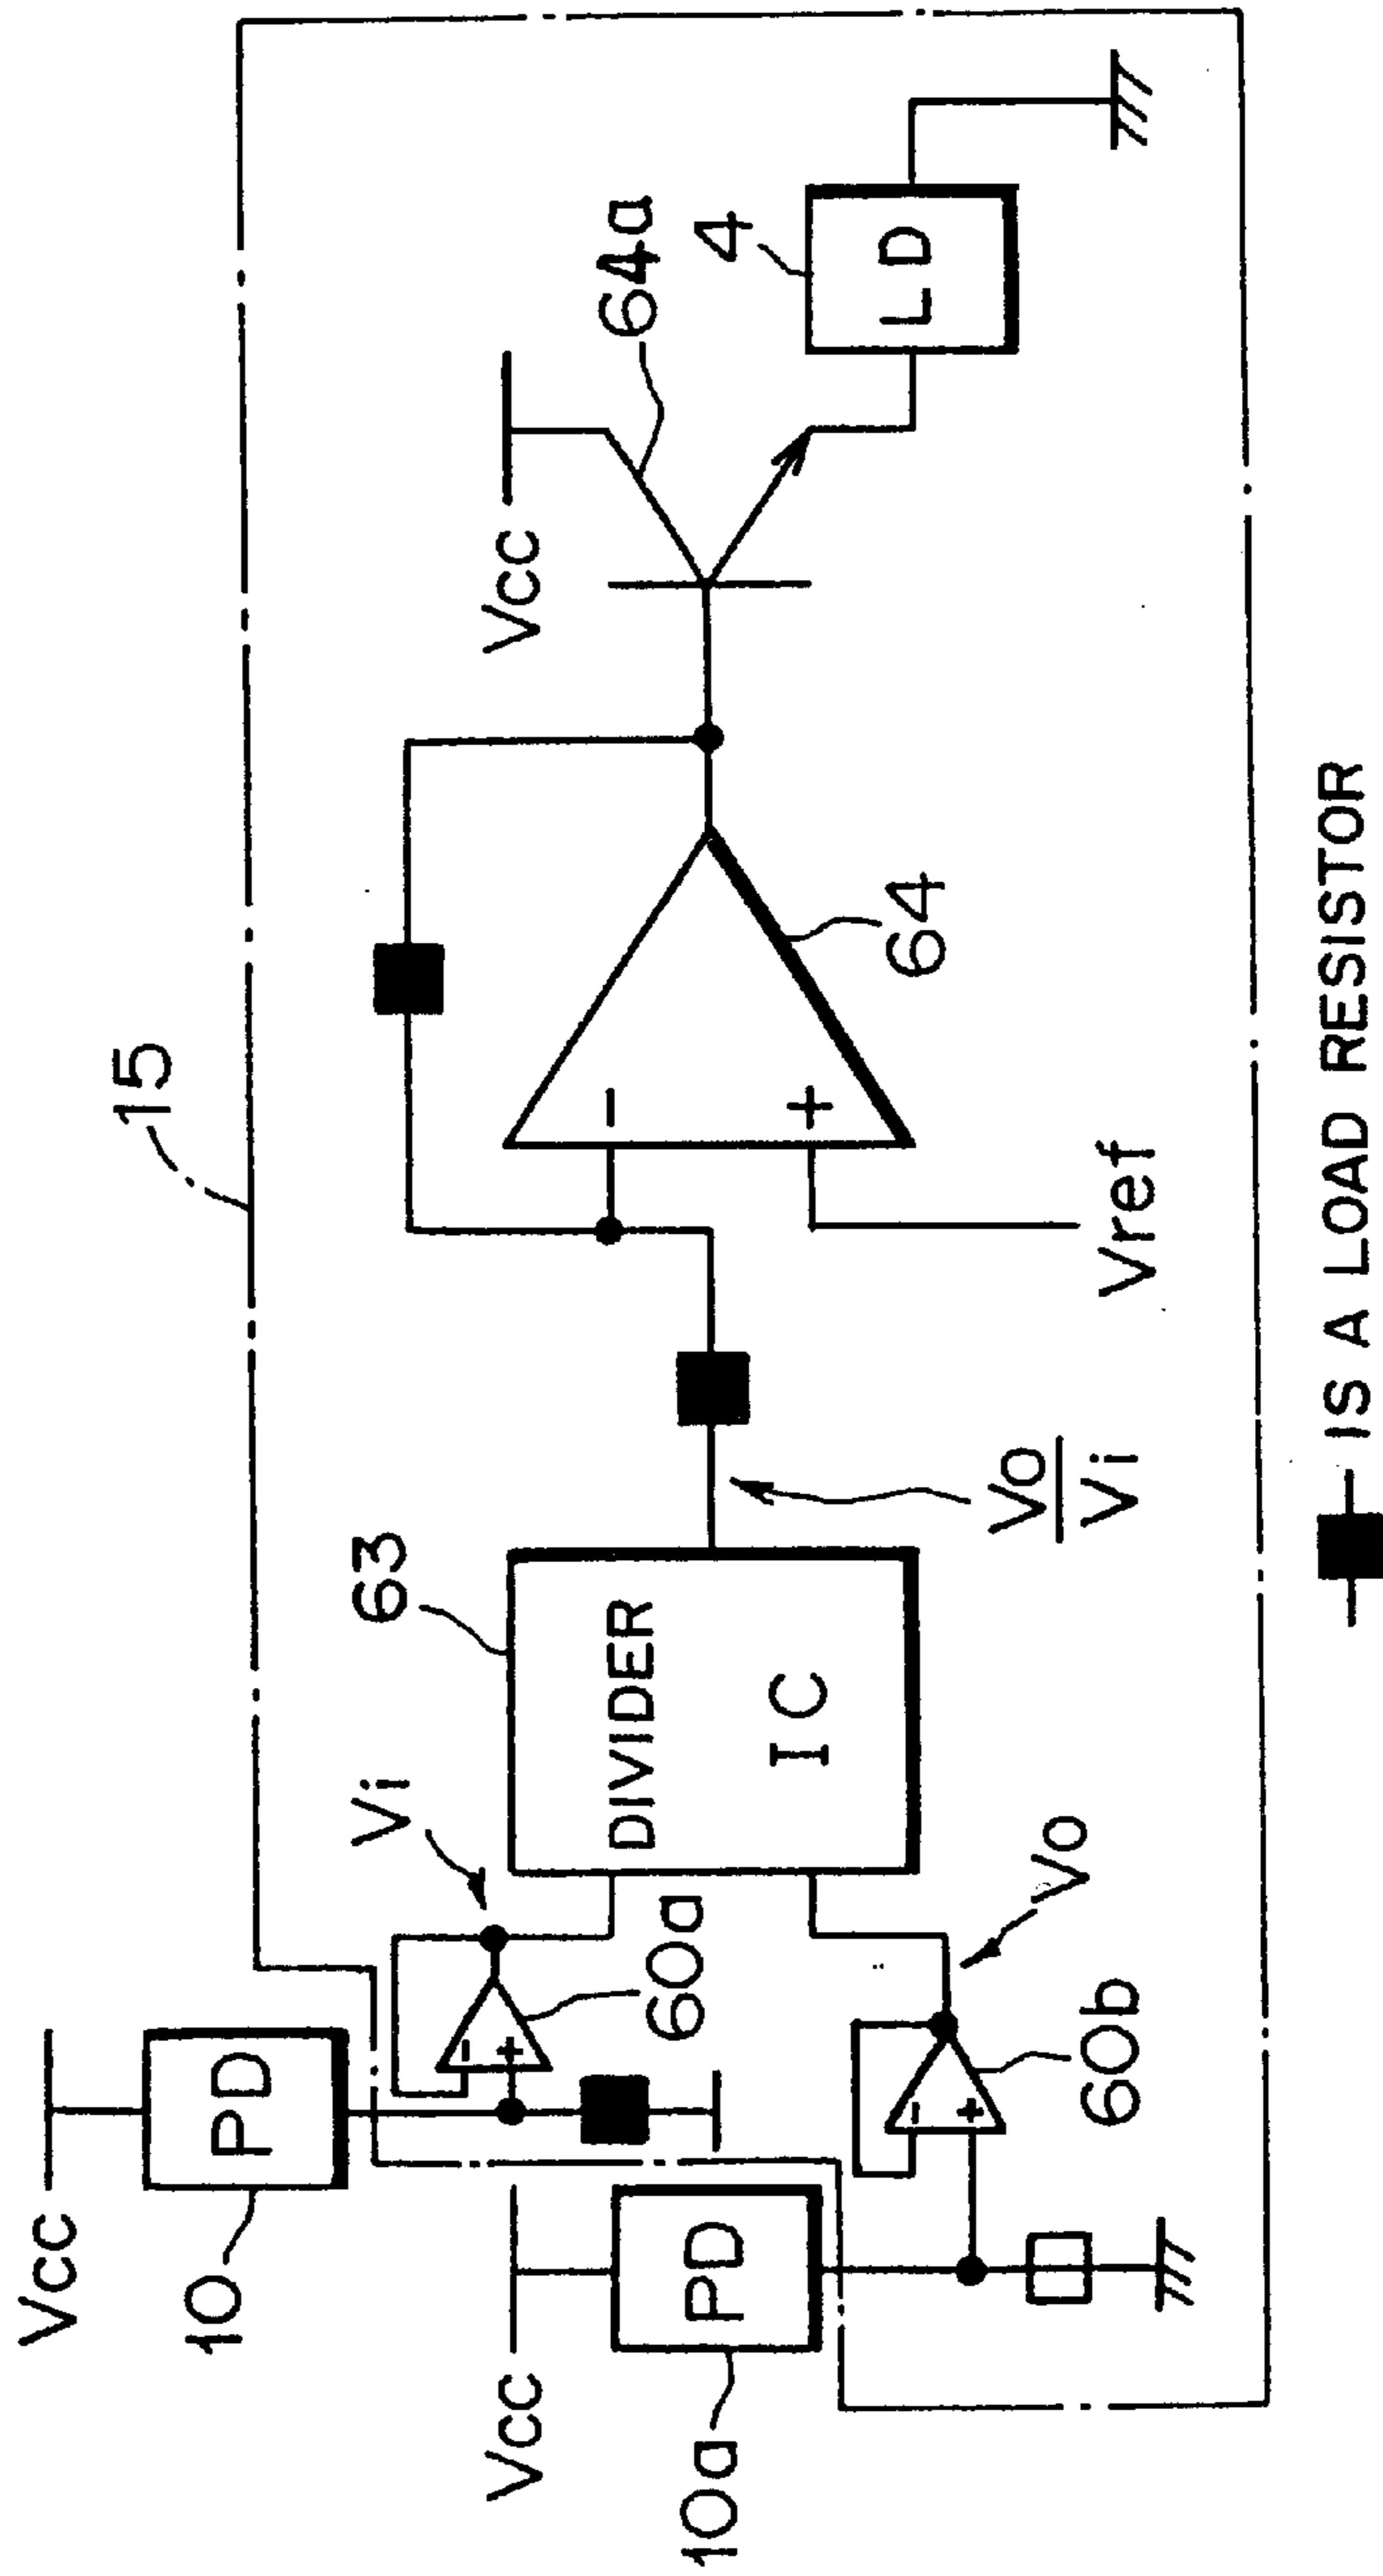 15
Vcc
PD
10
Vcc
PD
10a
Vi
60a
-
+
60b
-
+
Vo
63
DIVIDER
IC
Vo
Vi
-
+
64
Vref
Vcc
64a
4
LD
IS A LOAD RESISTOR